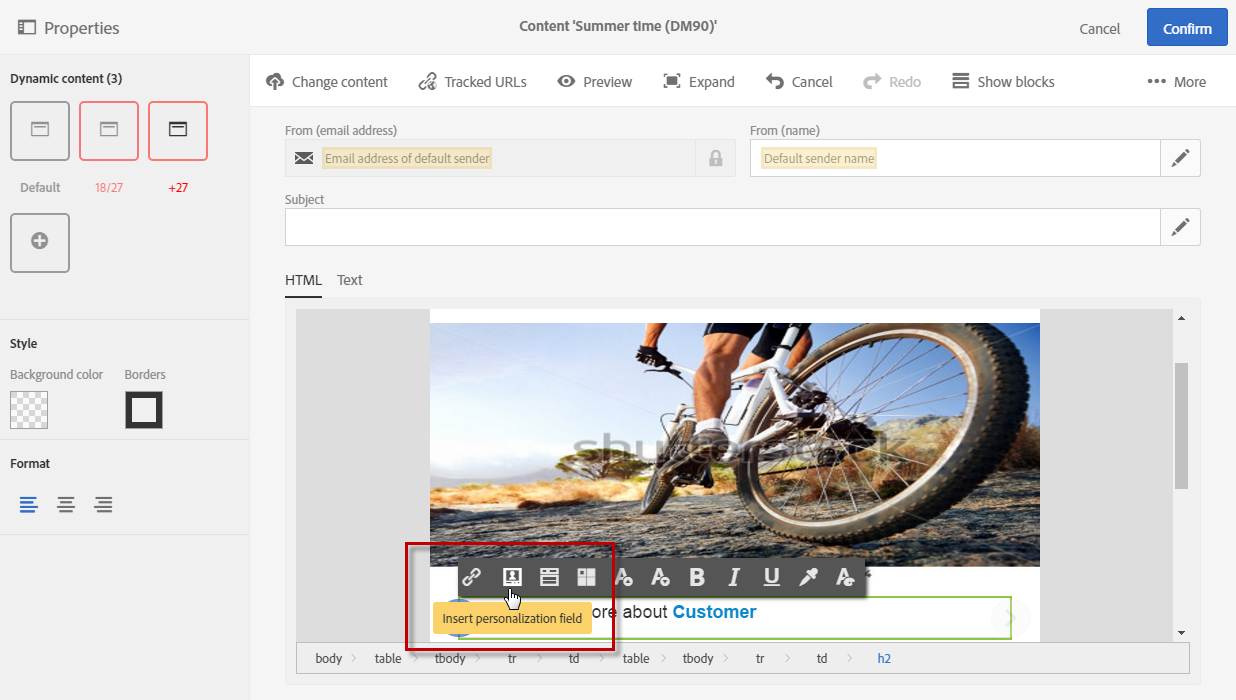 Properties
Content 'Summer time (DM90)'
Cancel
Confirm
Dynamic content (3)
Default
18/27
+27
Style
Background color
Borders
Format
Change content
Tracked URLs
Preview
Expand
Cancel
Redo
Show blocks
More
From (email address)
Email address of default sender
From (name)
Default sender name
Subject
HTML
Text
shutterstock
B I U
Insert personalization field
ore about Customer
body table tbody tr td table tbody tr td h2